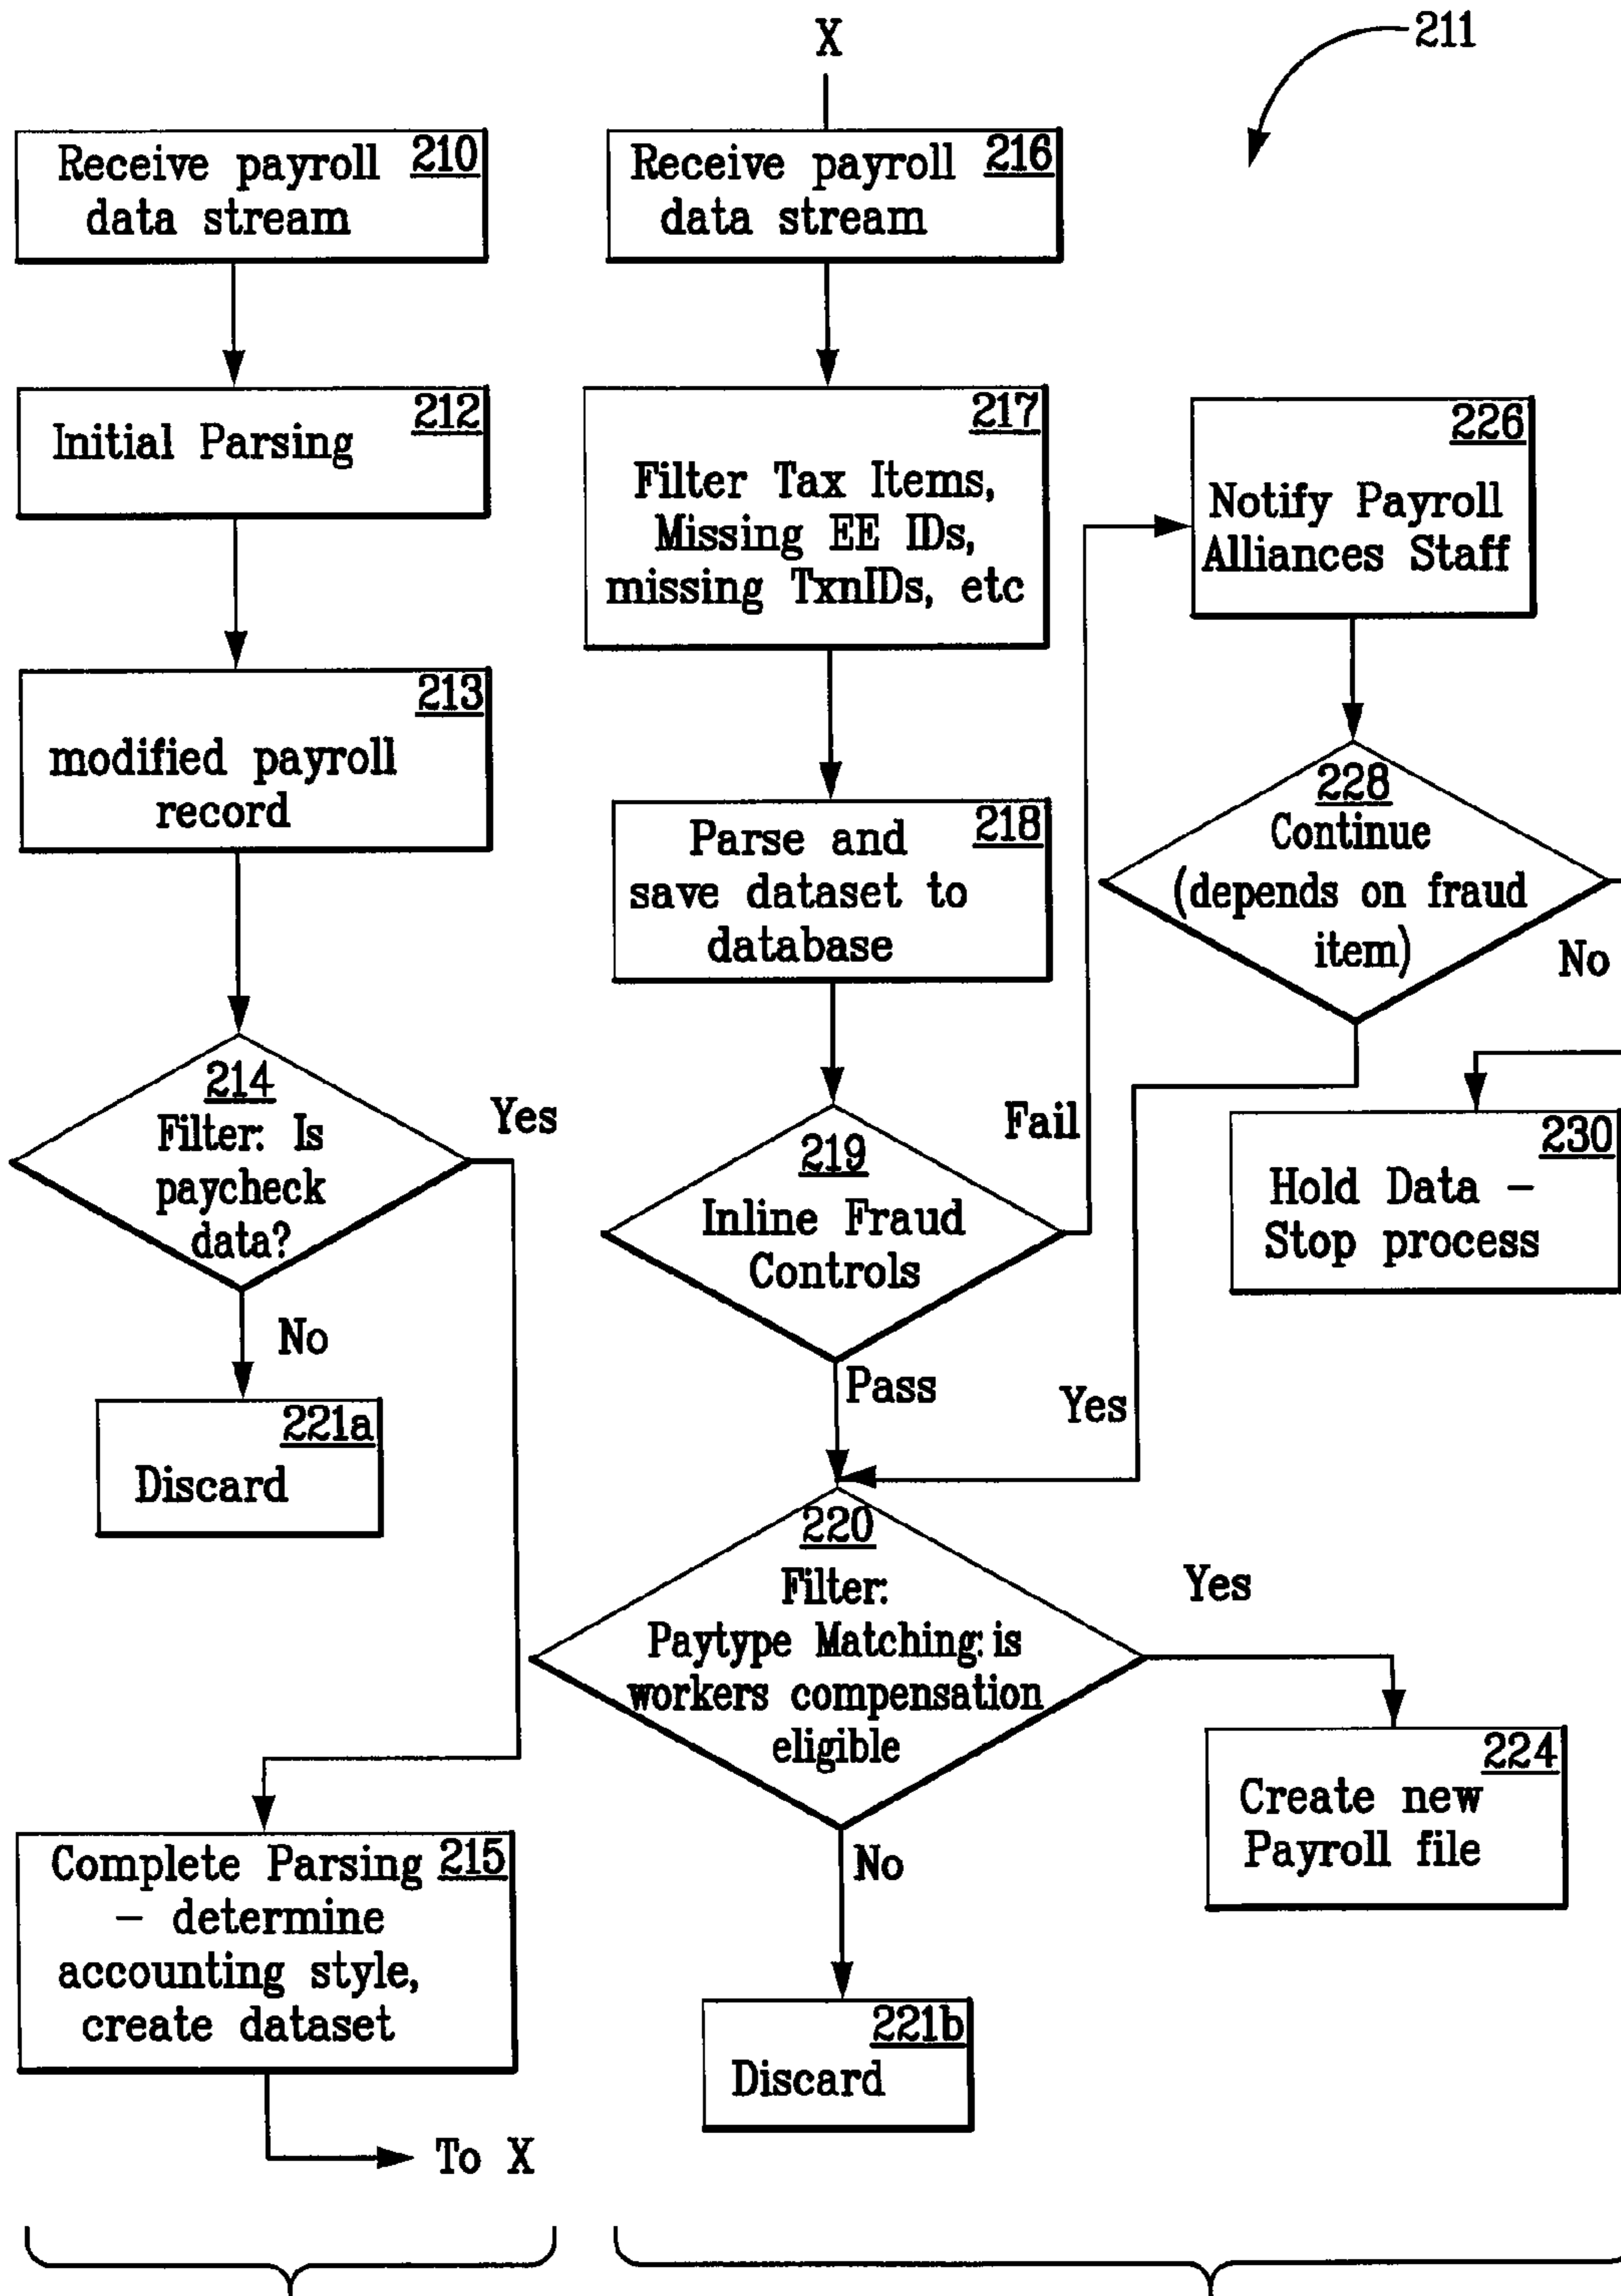 X
211
Receive payroll 210
data stream
Initial Parsing 212
213
modified payroll
record
214
Filter: Is
paycheck
data?
Yes
No
221a
Discard
Complete Parsing 215
– determine
accounting style,
create dataset
To X
Receive payroll 216
data stream
217
Filter Tax Items,
Missing EE IDs,
missing TxnIDs, etc
Parse and 218
save dataset to
database
219
Inline Fraud
Controls
Fail
Pass
226
Notify Payroll
Alliances Staff
228
Continue
(depends on fraud
item)
No
230
Hold Data –
Stop process
Yes
220
Filter:
Paytype Matching: is
workers compensation
eligible
Yes
224
Create new
Payroll file
No
221b
Discard